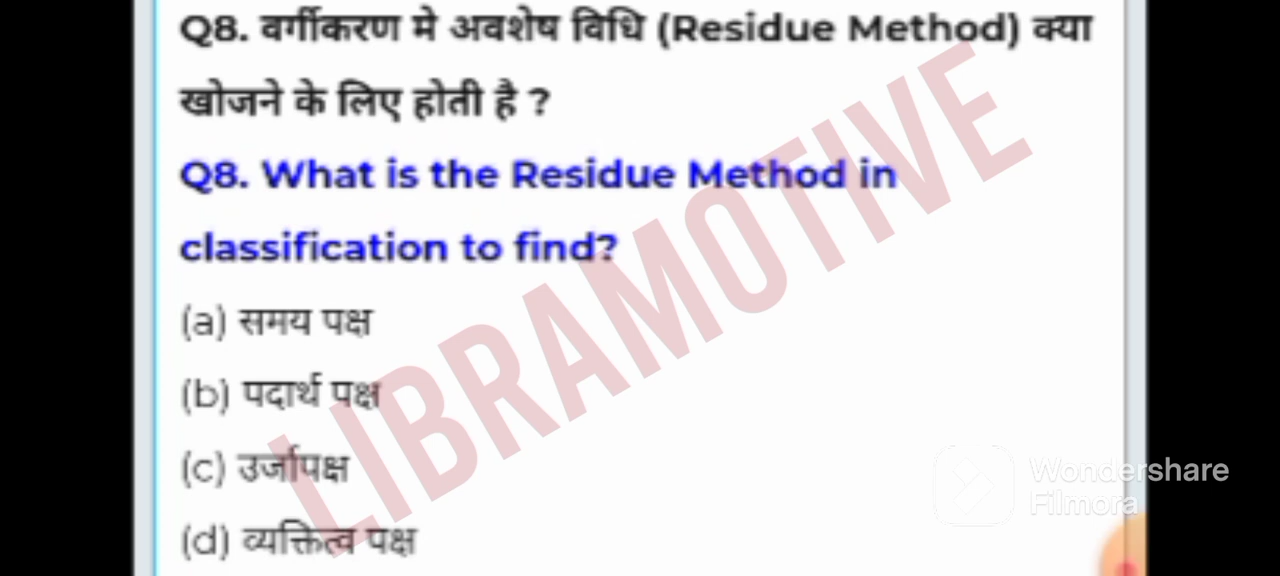 Q8. वर्गीकरण मे अवशेष विधि (Residue Method) क्या
खोजने के लिए होती है ?
Q8. What is the Residue Method in
classification to find?
(a) समय पक्ष
(b) पदार्थ पक्ष
(c) उर्जापक्ष
(d) व्यक्तित्व पक्ष
LIBRAMOTIVE
Wondershare
Filmora